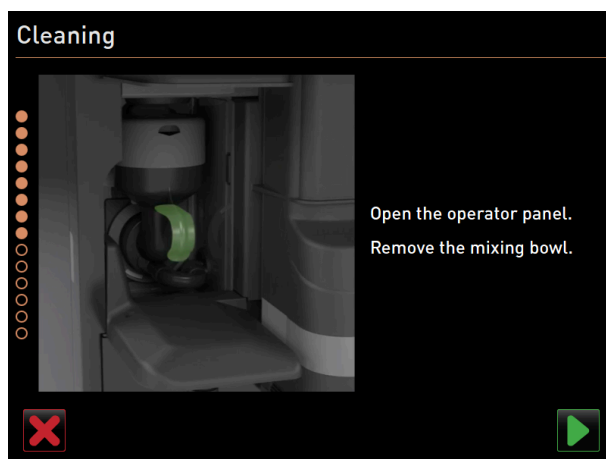 Cleaning
Open the operator panel.
Remove the mixing bowl.